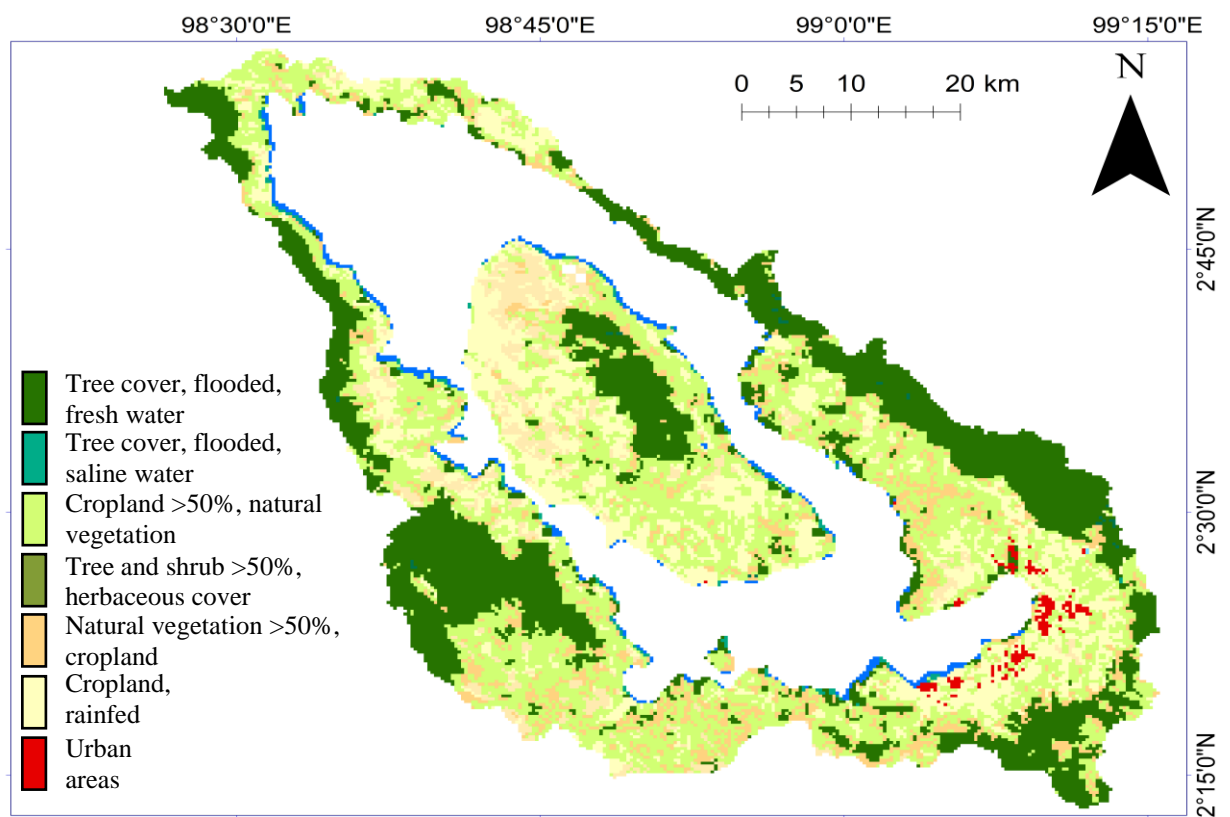 98°30'0"E
98°45'0"E
99°0'0"E
99°15'0"E
0 5 10 20 km
N
2°45'0"N
2°30'0"N
2°15'0"N
Tree cover, flooded,
fresh water
Tree cover, flooded,
saline water
Cropland >50%, natural
vegetation
Tree and shrub >50%,
herbaceous cover
Natural vegetation >50%,
cropland
Cropland,
rainfed
Urban
areas